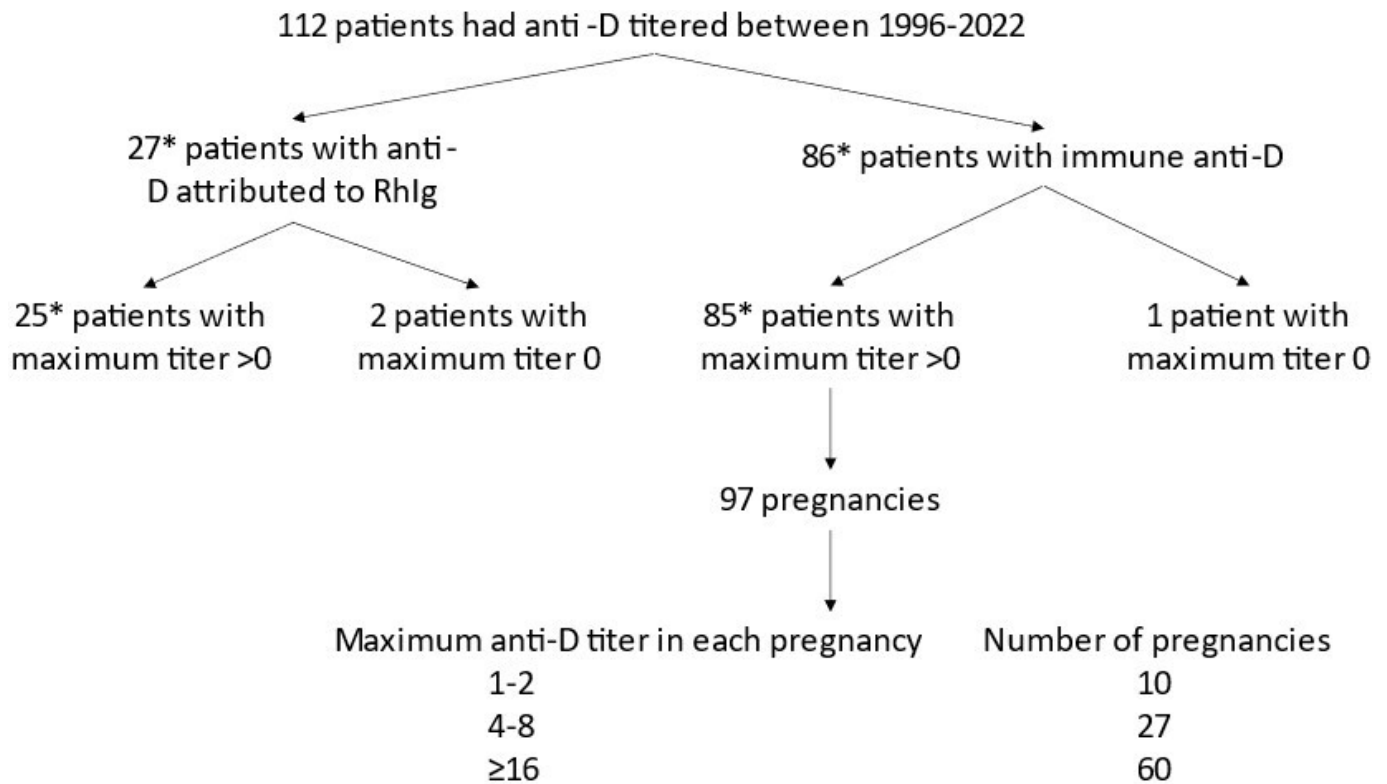 112 patients had anti -D titered between 1996-2022
27* patients with anti-
D attributed to RhIg
86* patients with immune anti-D
25* patients with
maximum titer >0
2 patients with
maximum titer 0
85* patients with
maximum titer >0
1 patient with
maximum titer 0
97 pregnancies
Maximum anti-D titer in each pregnancy
Number of pregnancies
1-2
10
4-8
27
≥16
60